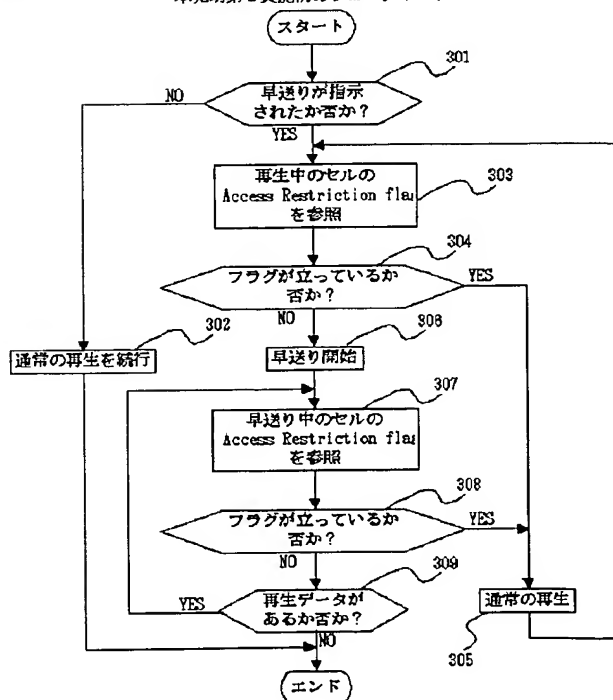 スタート
301
早送りが指示
されたか否か？
NO
YES
再生中のセルの
Access Restriction fla
を参照
303
304
フラグが立っているか
否か？
YES
NO
302
通常の再生を続行
306
早送り開始
307
早送り中のセルの
Access Restriction fla
を参照
308
フラグが立っているか
否か？
YES
NO
309
再生データが
あるか否か？
YES
NO
通常の再生
305
エンド